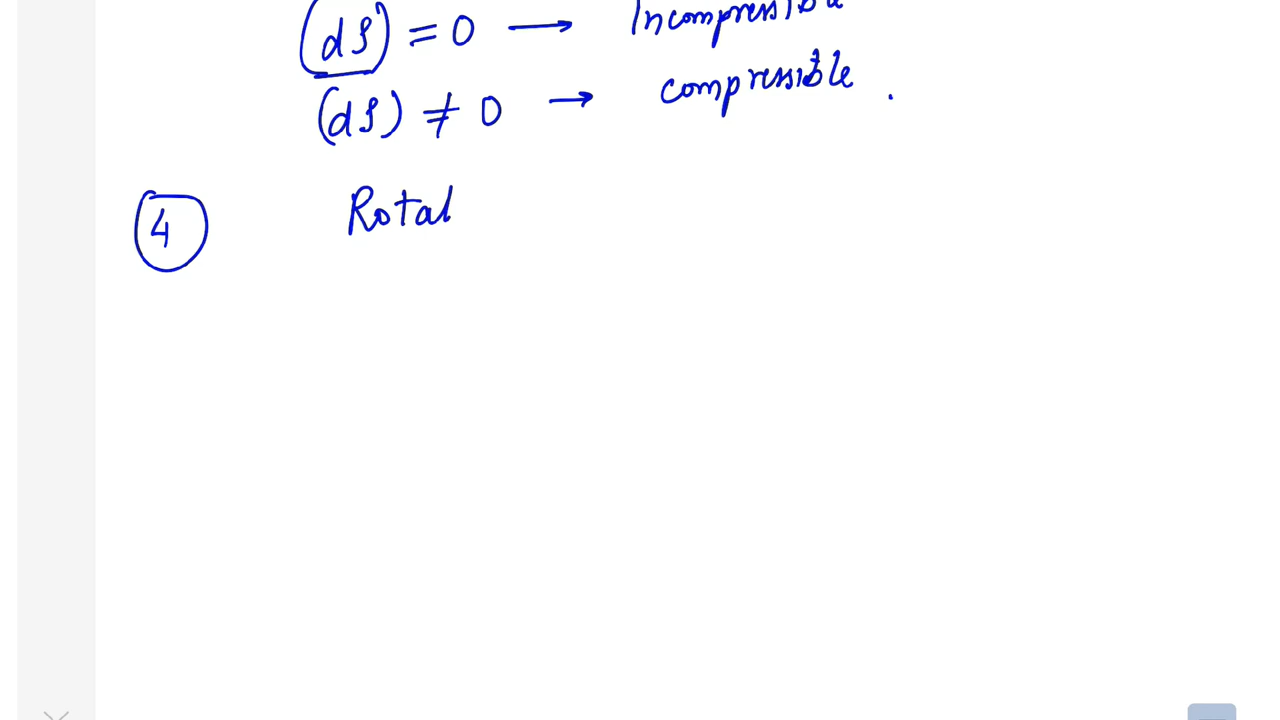 (dρ) = 0 → Incompressible
(dρ) ≠ 0 → compressible.
4 Rotal